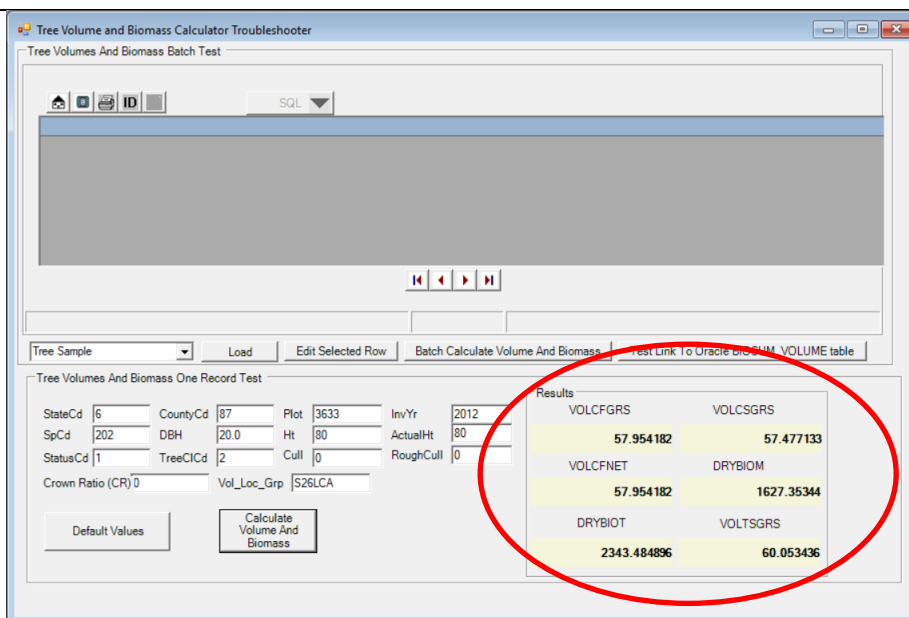 Tree Volume and Biomass Calculator Troubleshooter
Tree Volumes And Biomass Batch Test
ID
SQL
Tree Sample Load Edit Selected Row Batch Calculate Volume And Biomass Test Link To Oracle BIOSUM_VOLUME table
Tree Volumes And Biomass One Record Test
StateCd 6 CountyCd 87 Plot 3633 InvYr 2012
SpCd 202 DBH 20.0 Ht 80 ActualHt 80
StatusCd 1 TreeClCd 2 Cull 0 RoughCull 0
Crown Ratio (CR) 0 Vol_Loc_Grp S26LCA
Default Values
Calculate
Volume And
Biomass
Results
VOLCFGRS VOLCSGRS
57.954182 57.477133
VOLCFNET DRYBIOM
57.954182 1627.35344
DRYBIOT VOLTSGRS
2343.484896 60.053436